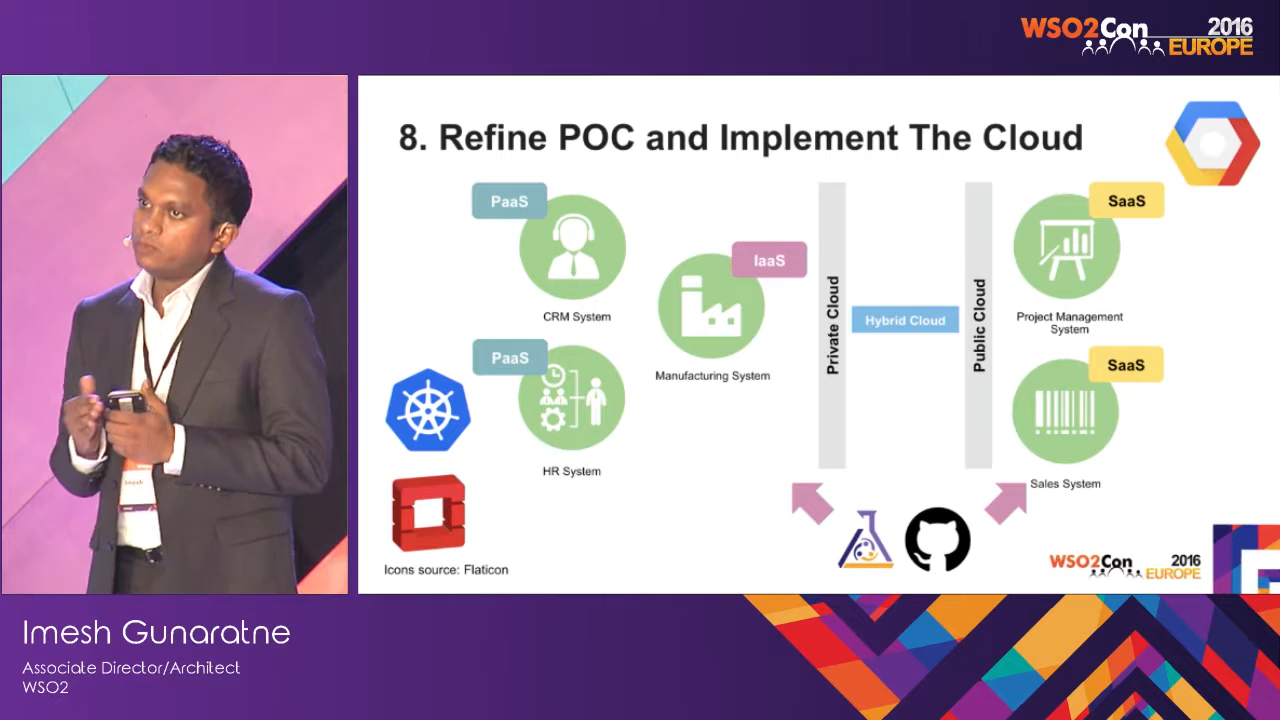 WSO2Con 2016
EUROPE
8. Refine POC and Implement The Cloud
PaaS
CRM System
IaaS
Manufacturing System
PaaS
HR System
Private Cloud
Hybrid Cloud
Public Cloud
SaaS
Project Management
System
SaaS
Sales System
Icons source: Flaticon
WSO2Con 2016
EUROPE
Imesh Gunaratne
Associate Director/Architect
WSO2